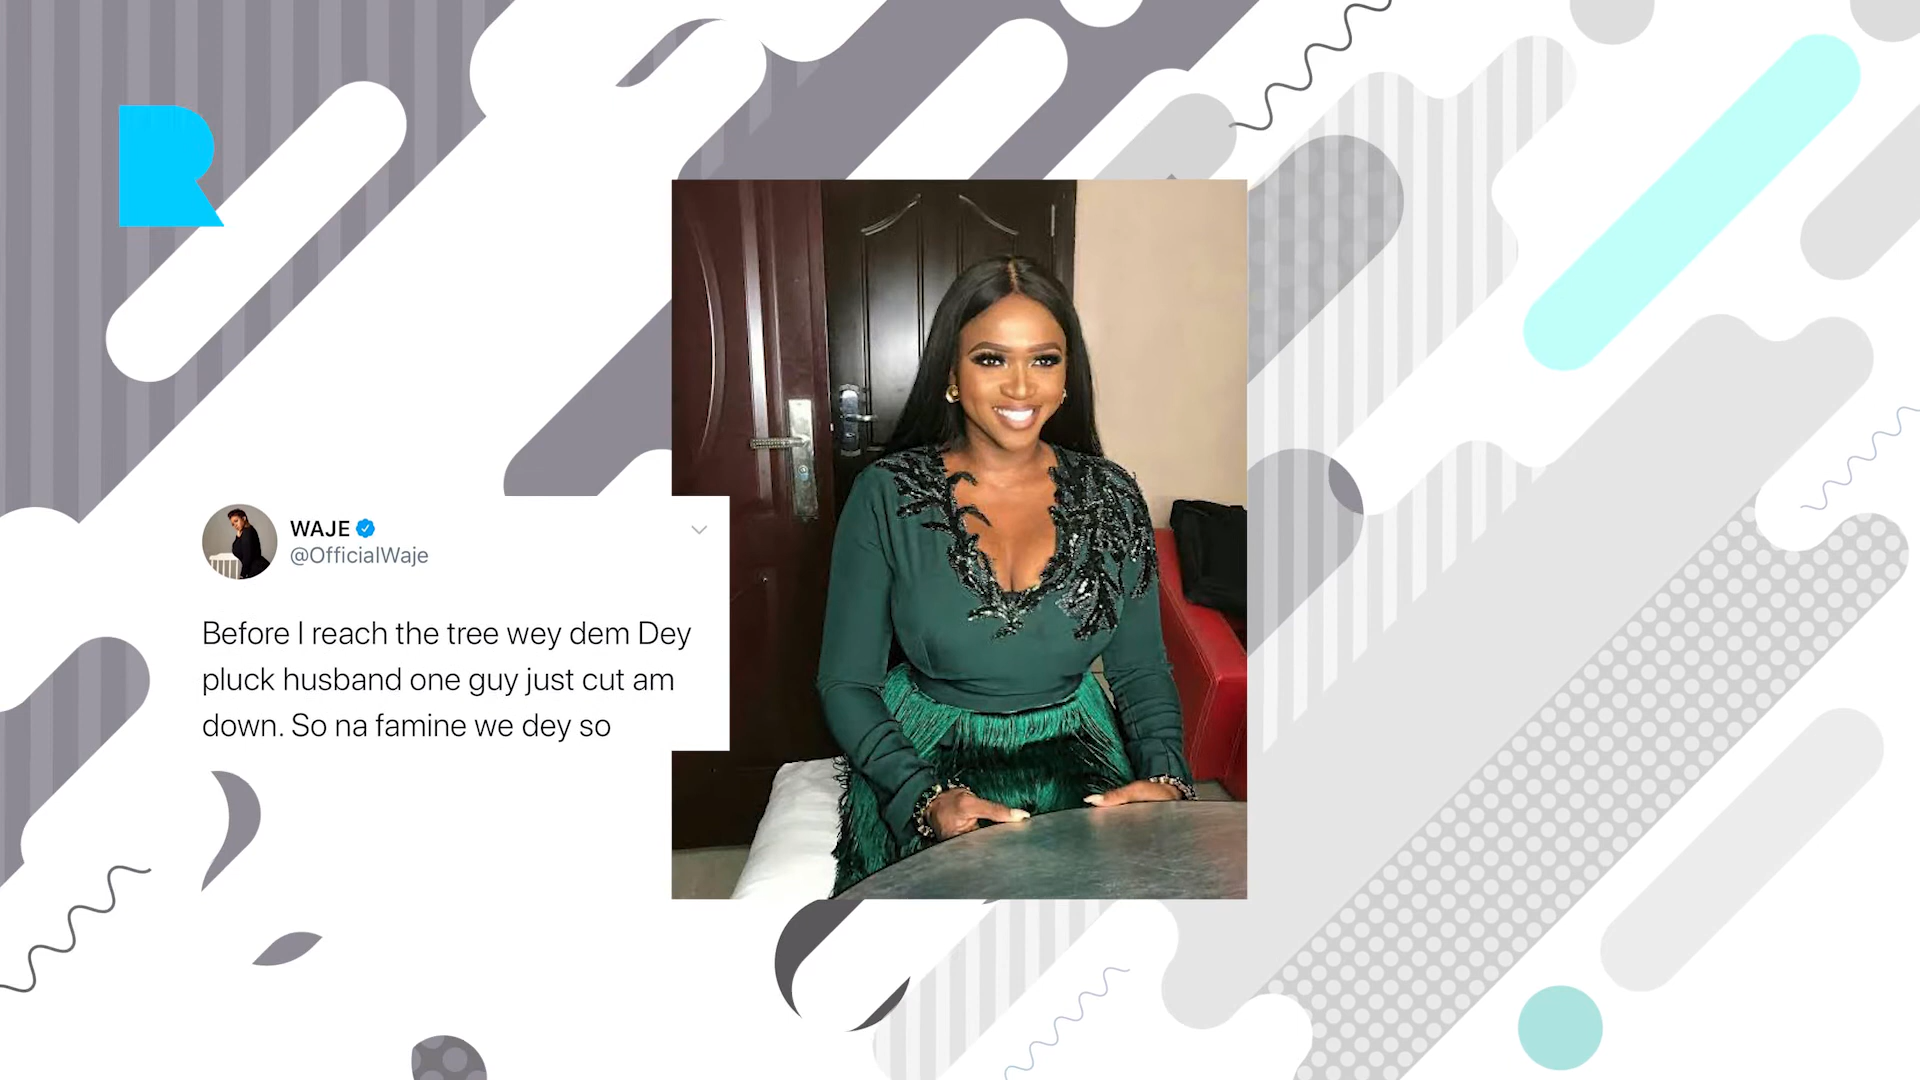 R
WAJE
@OfficialWaje
Before I reach the tree wey dem Dey
pluck husband one guy just cut am
down. So na famine we dey so